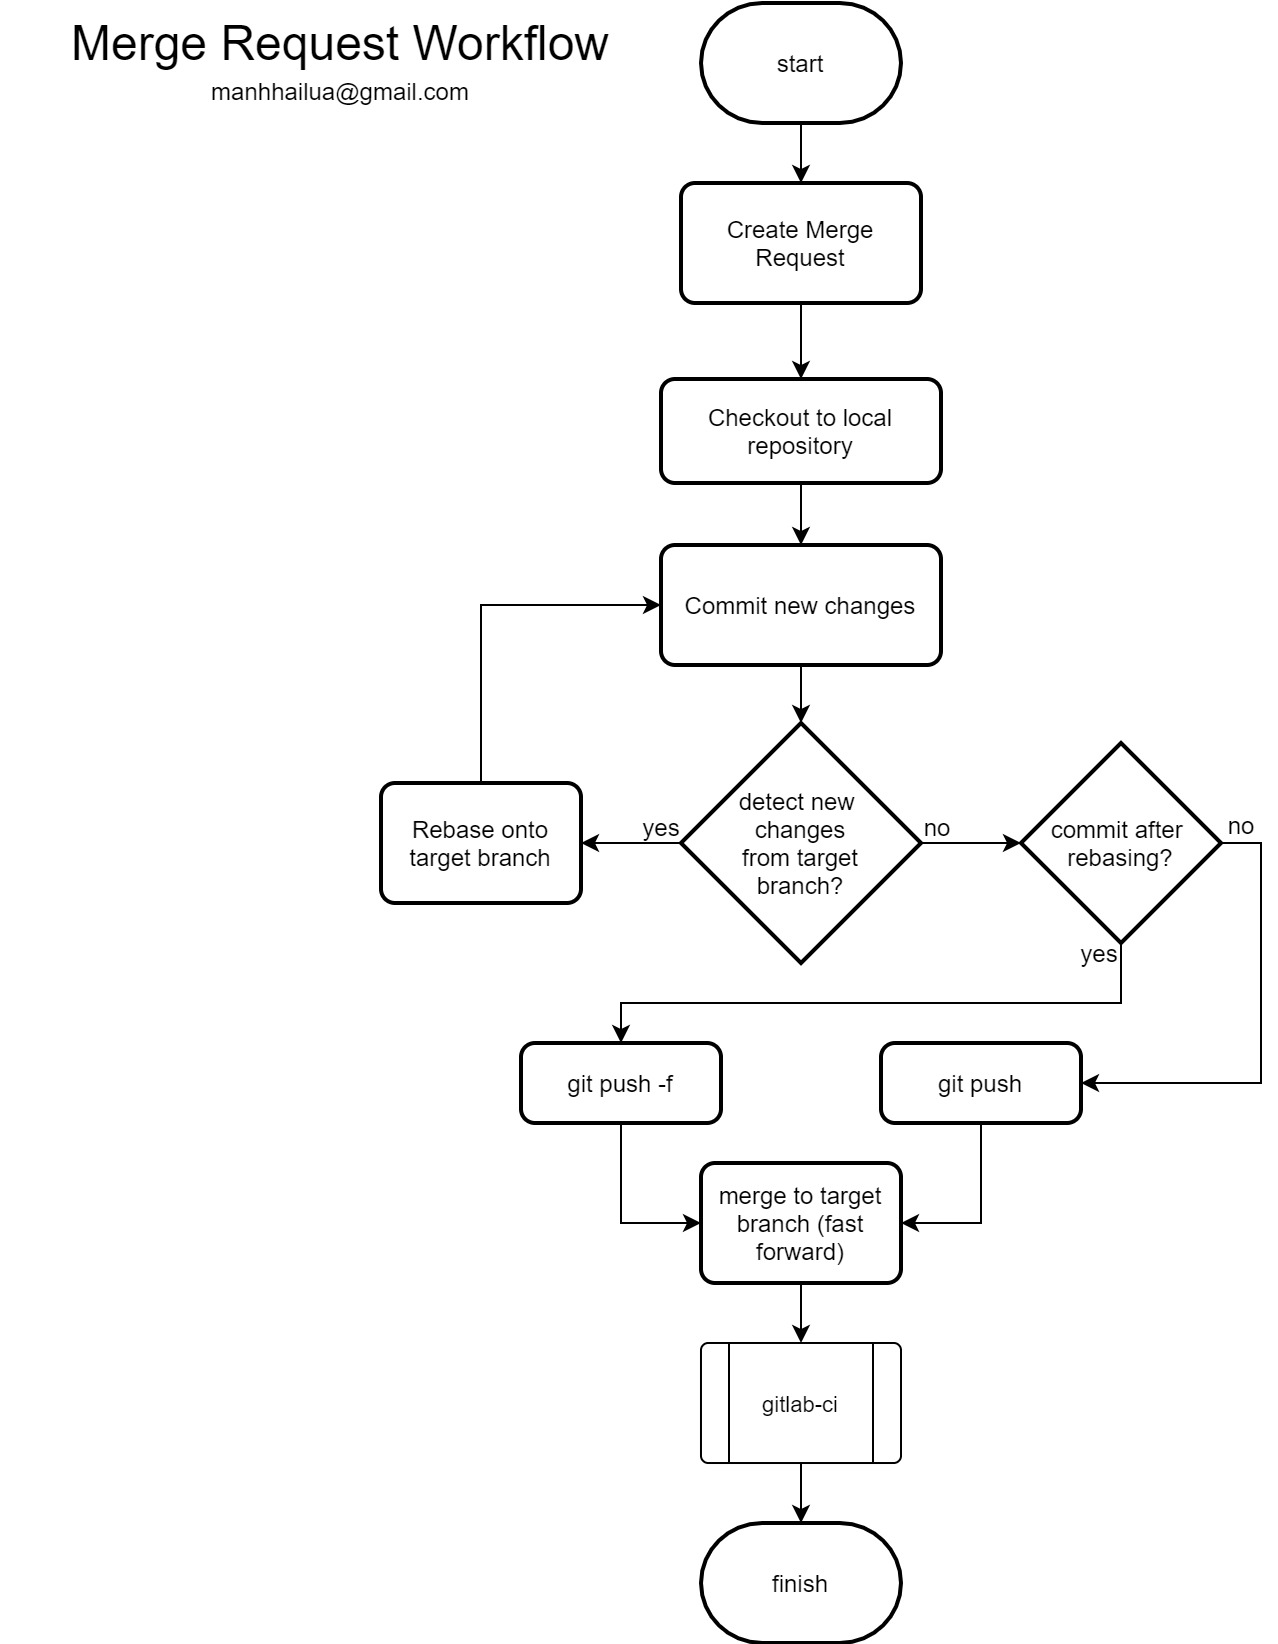 Merge Request Workflow
manhhailua@gmail.com
start
Create Merge
Request
Checkout to local
repository
Commit new changes
detect new
changes
from target
branch?
yes
no
Rebase onto
target branch
commit after
rebasing?
no
yes
git push -f
git push
merge to target
branch (fast
forward)
gitlab-ci
finish